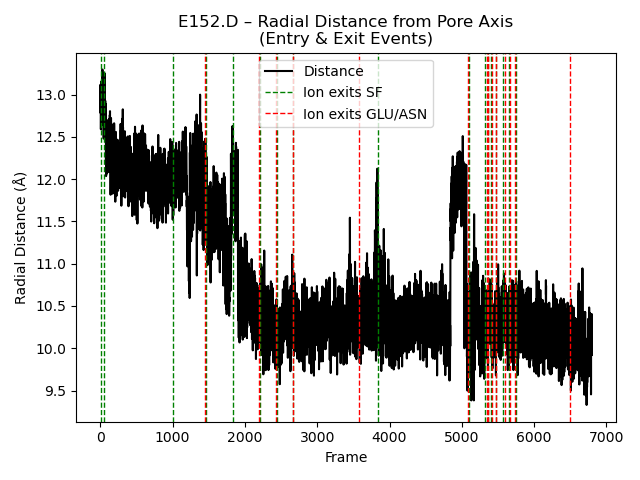 E152.D – Radial Distance from Pore Axis
(Entry & Exit Events)
Distance
Ion exits SF
Ion exits GLU/ASN
Radial Distance (Å)
13.0
12.5
12.0
11.5
11.0
10.5
10.0
9.5
0 1000 2000 3000 4000 5000 6000 7000
Frame